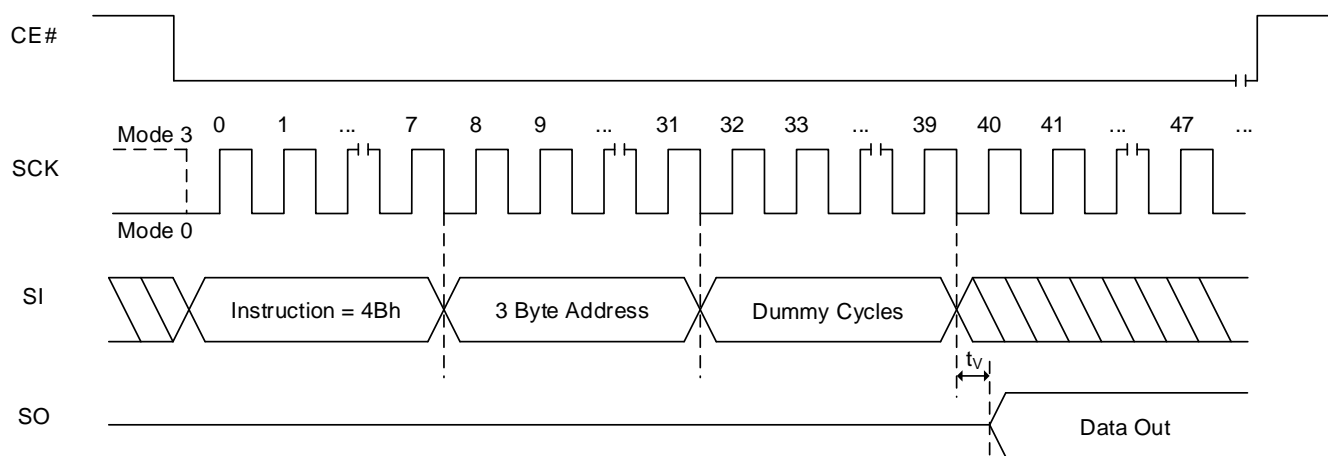 CE#
Mode 3 0 1 ... 7 8 9 ... 31 32 33 ... 39 40 41 ... 47 ...
SCK
Mode 0
SI Instruction = 4Bh 3 Byte Address Dummy Cycles
tV
SO Data Out